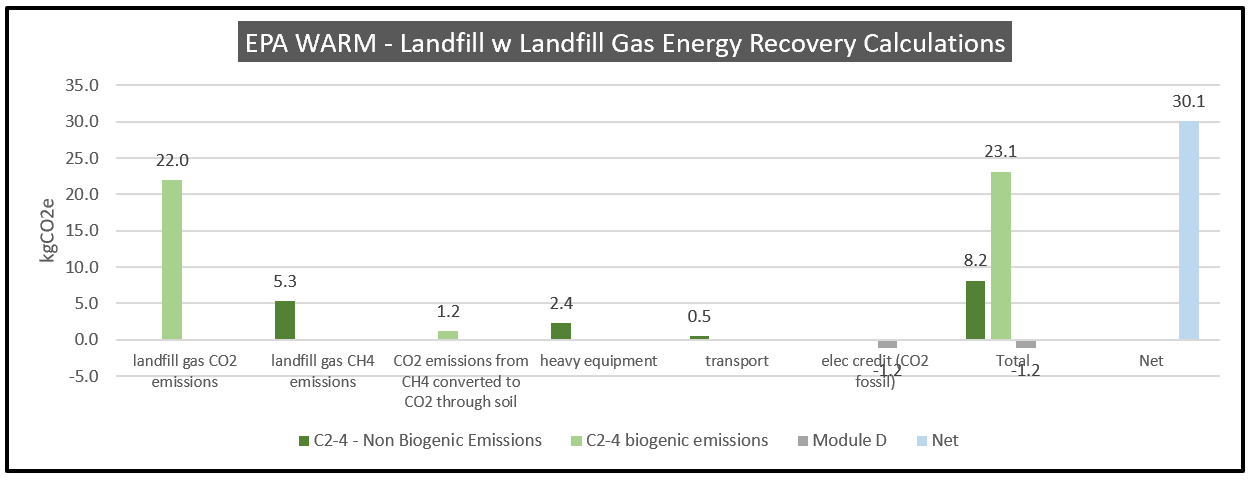 EPA WARM - Landfill w Landfill Gas Energy Recovery Calculations
35.0
30.0
25.0
20.0
15.0
10.0
5.0
0.0
-5.0
kgCO2e
22.0
5.3
1.2
2.4
0.5
-1.2
8.2
23.1
-1.2
30.1
landfill gas CO2
emissions
landfill gas CH4
emissions
CO2 emissions from
CH4 converted to
CO2 through soil
heavy equipment
transport
elec credit (CO2
fossil)
Total
Net
C2-4 - Non Biogenic Emissions
C2-4 biogenic emissions
Module D
Net